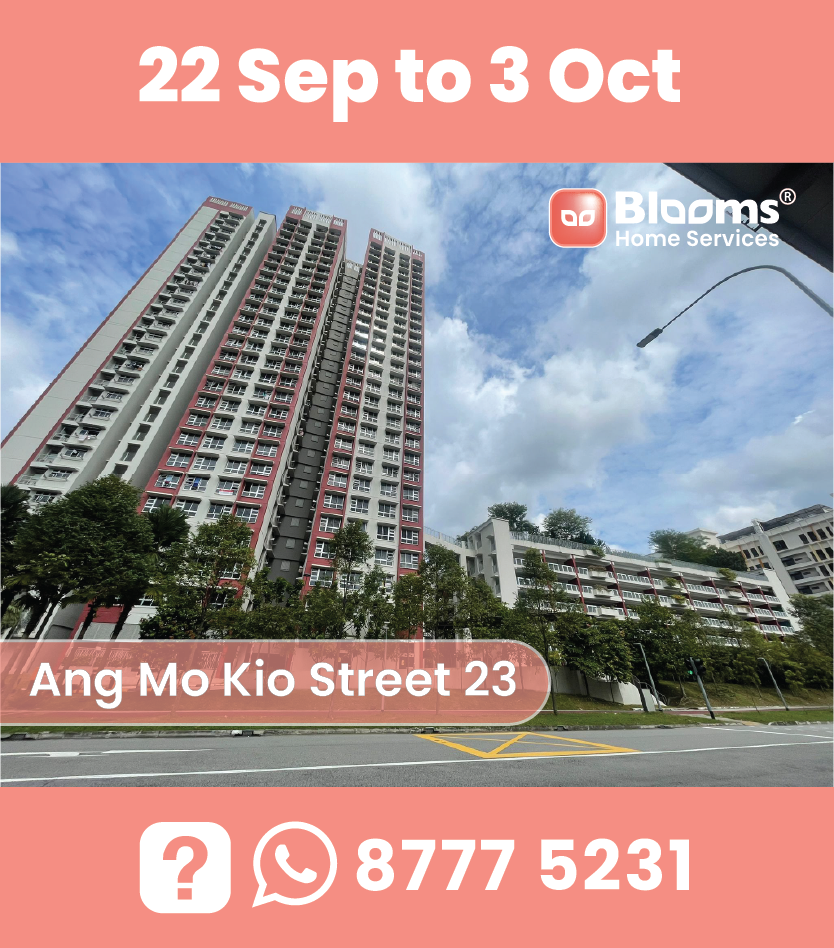 22 Sep to 3 Oct
Blooms®
Home Services
Ang Mo Kio Street 23
? 8777 5231